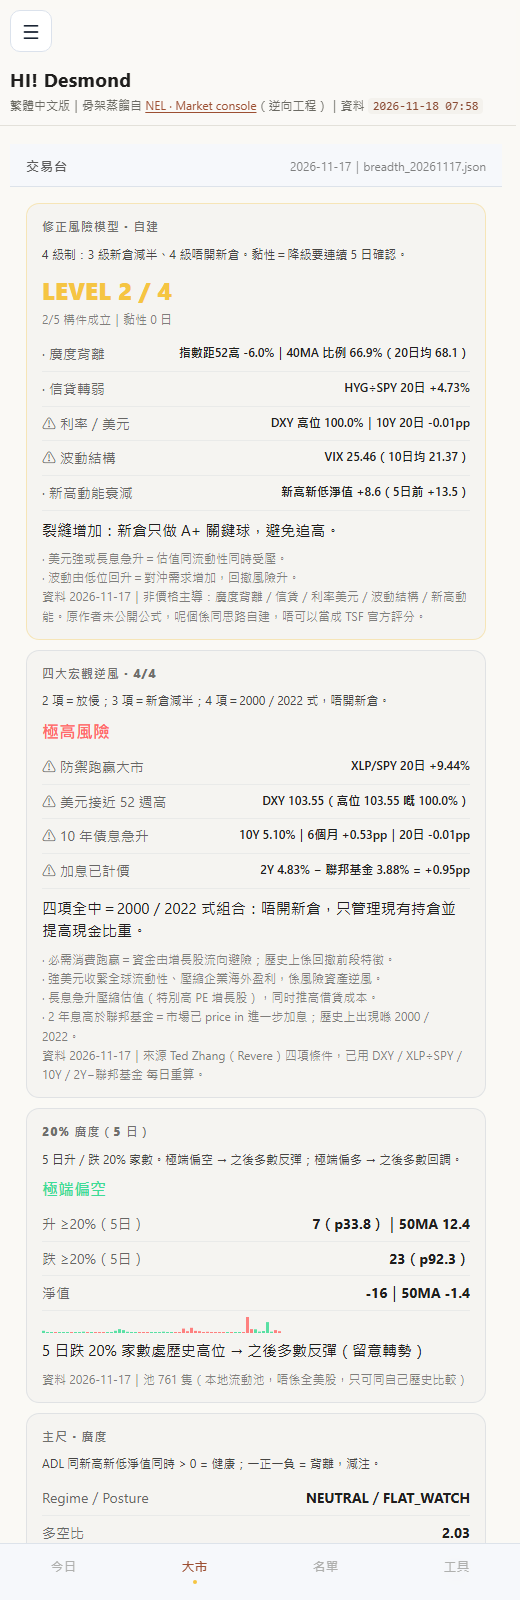 ☰
HI! Desmond
繁體中文版｜骨架蒸餾自 NEL · Market console（逆向工程）｜資料 2026-11-18 07:58
交易台 2026-11-17｜breadth_20261117.json
修正風險模型・自建
4 級制：3 級新倉減半、4 級唔開新倉。黏性＝降級要連續 5 日確認。
LEVEL 2 / 4
2/5 構件成立｜黏性 0 日
· 廣度背離 指數距52高 -6.0%｜40MA 比例 66.9%（20日均 68.1）
· 信貸轉弱 HYG÷SPY 20日 +4.73%
⚠ 利率 / 美元 DXY 高位 100.0%｜10Y 20日 -0.01pp
⚠ 波動結構 VIX 25.46（10日均 21.37）
· 新高動能衰減 新高新低淨值 +8.6（5日前 +13.5）
裂縫增加：新倉只做 A+ 關鍵球，避免追高。
· 美元強或長息急升＝估值同流動性同時受壓。
· 波動由低位回升＝對沖需求增加，回撤風險升。
資料 2026-11-17｜非價格主導：廣度背離 / 信貸 / 利率美元 / 波動結構 / 新高動
能。原作者未公開公式，呢個係同思路自建，唔可以當成 TSF 官方評分。
四大宏觀逆風・4/4
2 項＝放慢；3 項＝新倉減半；4 項＝2000 / 2022 式，唔開新倉。
極高風險
⚠ 防禦跑贏大市 XLP/SPY 20日 +9.44%
⚠ 美元接近 52 週高 DXY 103.55（高位 103.55 嘅 100.0%）
⚠ 10 年債息急升 10Y 5.10%｜6個月 +0.53pp｜20日 -0.01pp
⚠ 加息已計價 2Y 4.83% − 聯邦基金 3.88% = +0.95pp
四項全中＝2000 / 2022 式組合：唔開新倉，只管理現有持倉並
提高現金比重。
· 必需消費跑贏＝資金由增長股流向避險；歷史上係回撤前段特徵。
· 強美元收緊全球流動性、壓縮企業海外盈利，係風險資產逆風。
· 長息急升壓縮估值（特別高 PE 增長股），同时推高借貸成本。
· 2 年息高於聯邦基金＝市場已 price in 進一步加息；歷史上出現喺 2000 /
2022。
資料 2026-11-17｜來源 Ted Zhang（Revere）四項條件，已用 DXY / XLP÷SPY /
10Y / 2Y−聯邦基金 每日重算。
20% 廣度（5 日）
5 日升 / 跌 20% 家數。極端偏空 → 之後多數反彈；極端偏多 → 之後多數回調。
極端偏空
升 ≥20%（5日） 7（p33.8）｜50MA 12.4
跌 ≥20%（5日） 23（p92.3）
淨值 -16｜50MA -1.4
5 日跌 20% 家數處歷史高位 → 之後多數反彈（留意轉勢）
資料 2026-11-17｜池 761 隻（本地流動池，唔係全美股，只可同自己歷史比較）
主尺・廣度
ADL 同新高新低淨值同時 > 0 = 健康；一正一負 = 背離，減注。
Regime / Posture NEUTRAL / FLAT_WATCH
多空比 2.03
今日 大市 名單 工具